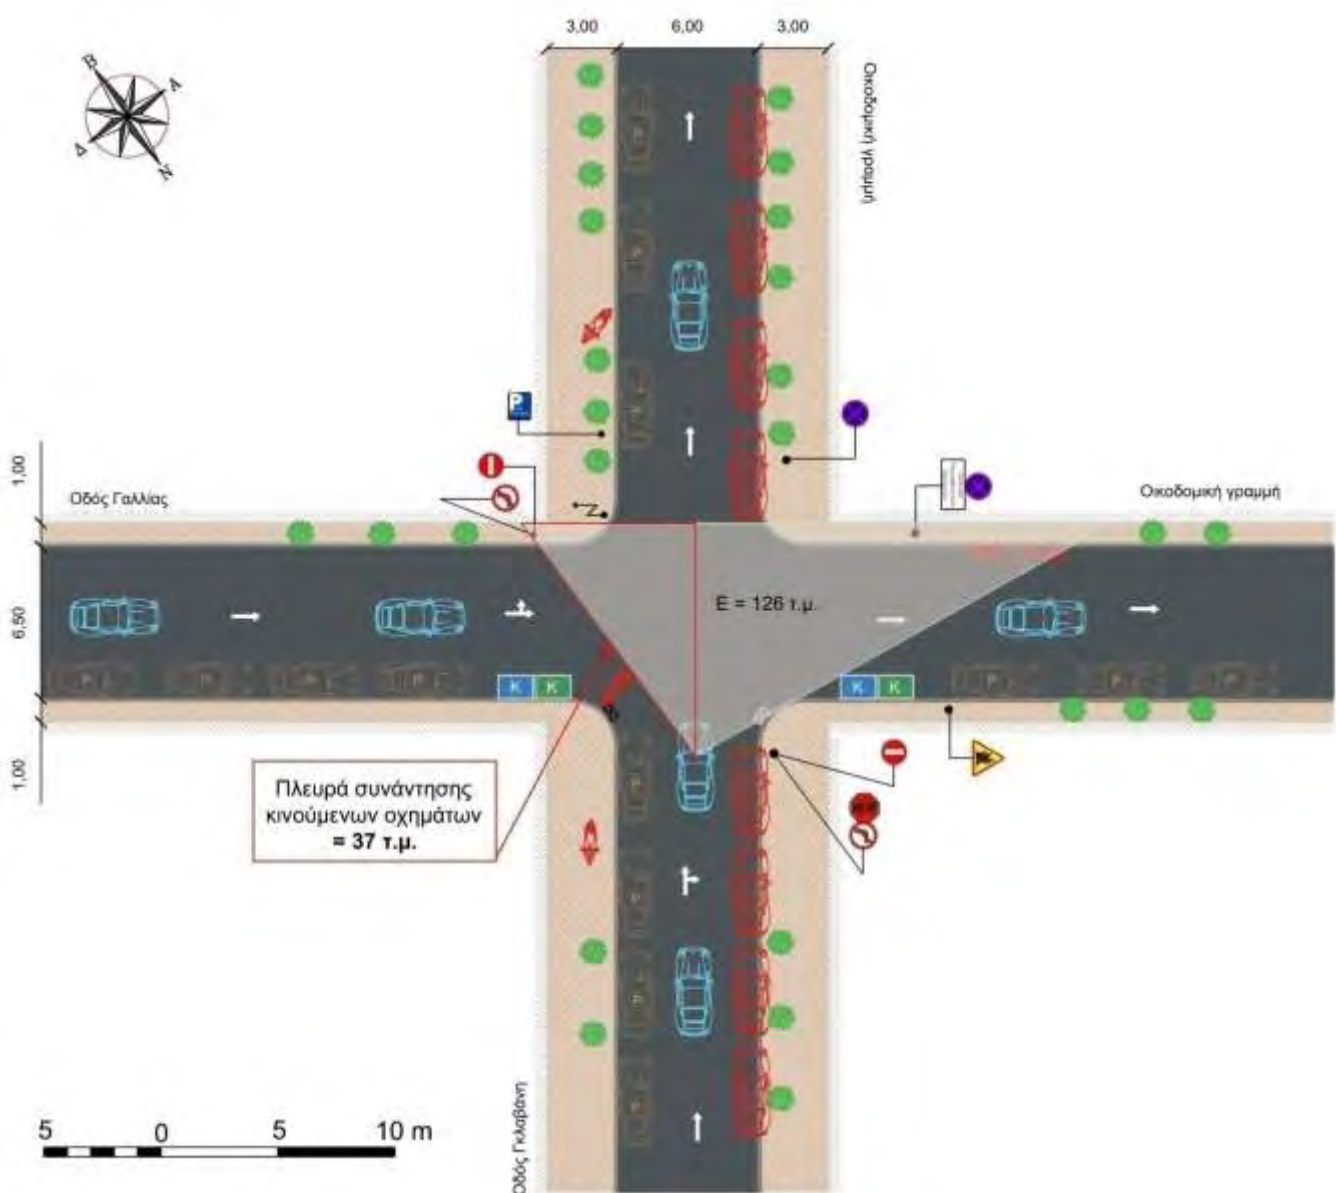 3,00 6,00 3,00
Β
Α
Δ
Ν
Οικοδομική γραμμή
P
1,00
Οδός Γαλλίας
Οικοδομική γραμμή
6,50
E = 126 τ.μ.
P P P P
K K
K K
P P P
1,00
Πλευρά συνάντησης
κινούμενων οχημάτων
= 37 τ.μ.
Οδός Γκλαβάνη
5 0 5 10 m